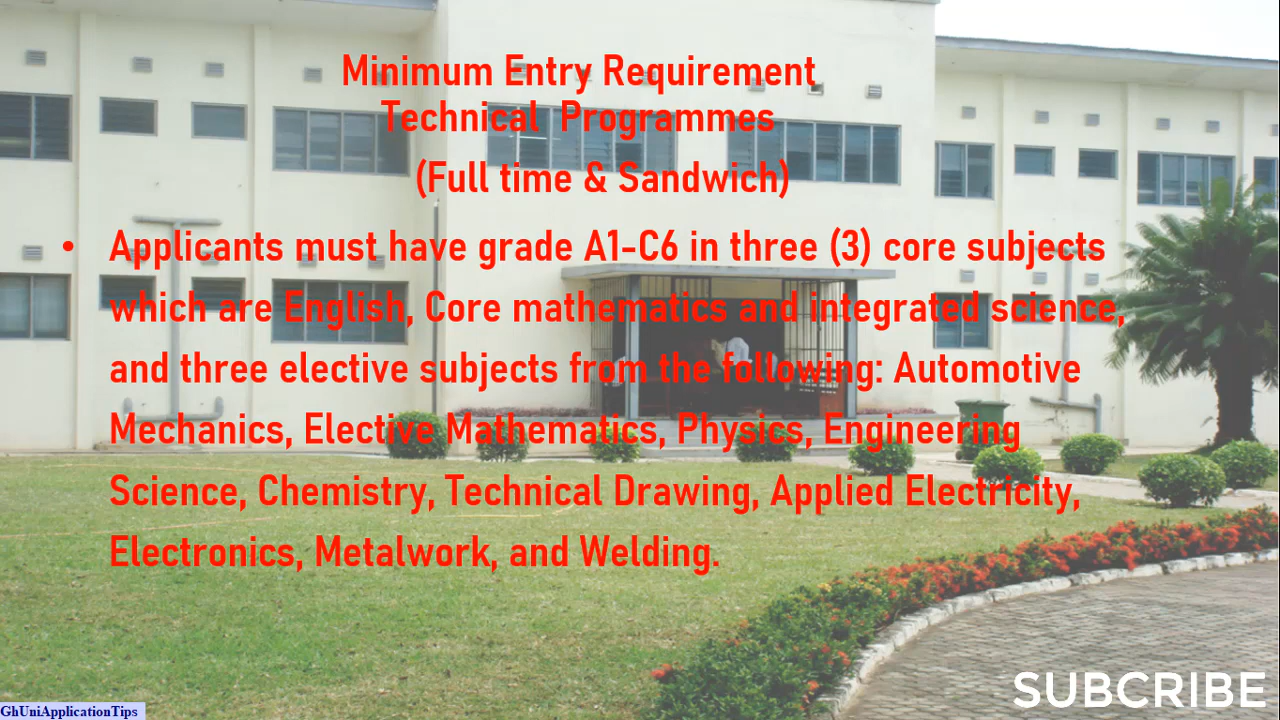 Minimum Entry Requirement
Technical Programmes
(Full time & Sandwich)
• Applicants must have grade A1-C6 in three (3) core subjects
which are English, Core mathematics and integrated science,
and three elective subjects from the following: Automotive
Mechanics, Elective Mathematics, Physics, Engineering
Science, Chemistry, Technical Drawing, Applied Electricity,
Electronics, Metalwork, and Welding.
SUBCRIBE
GhUniApplicationTips